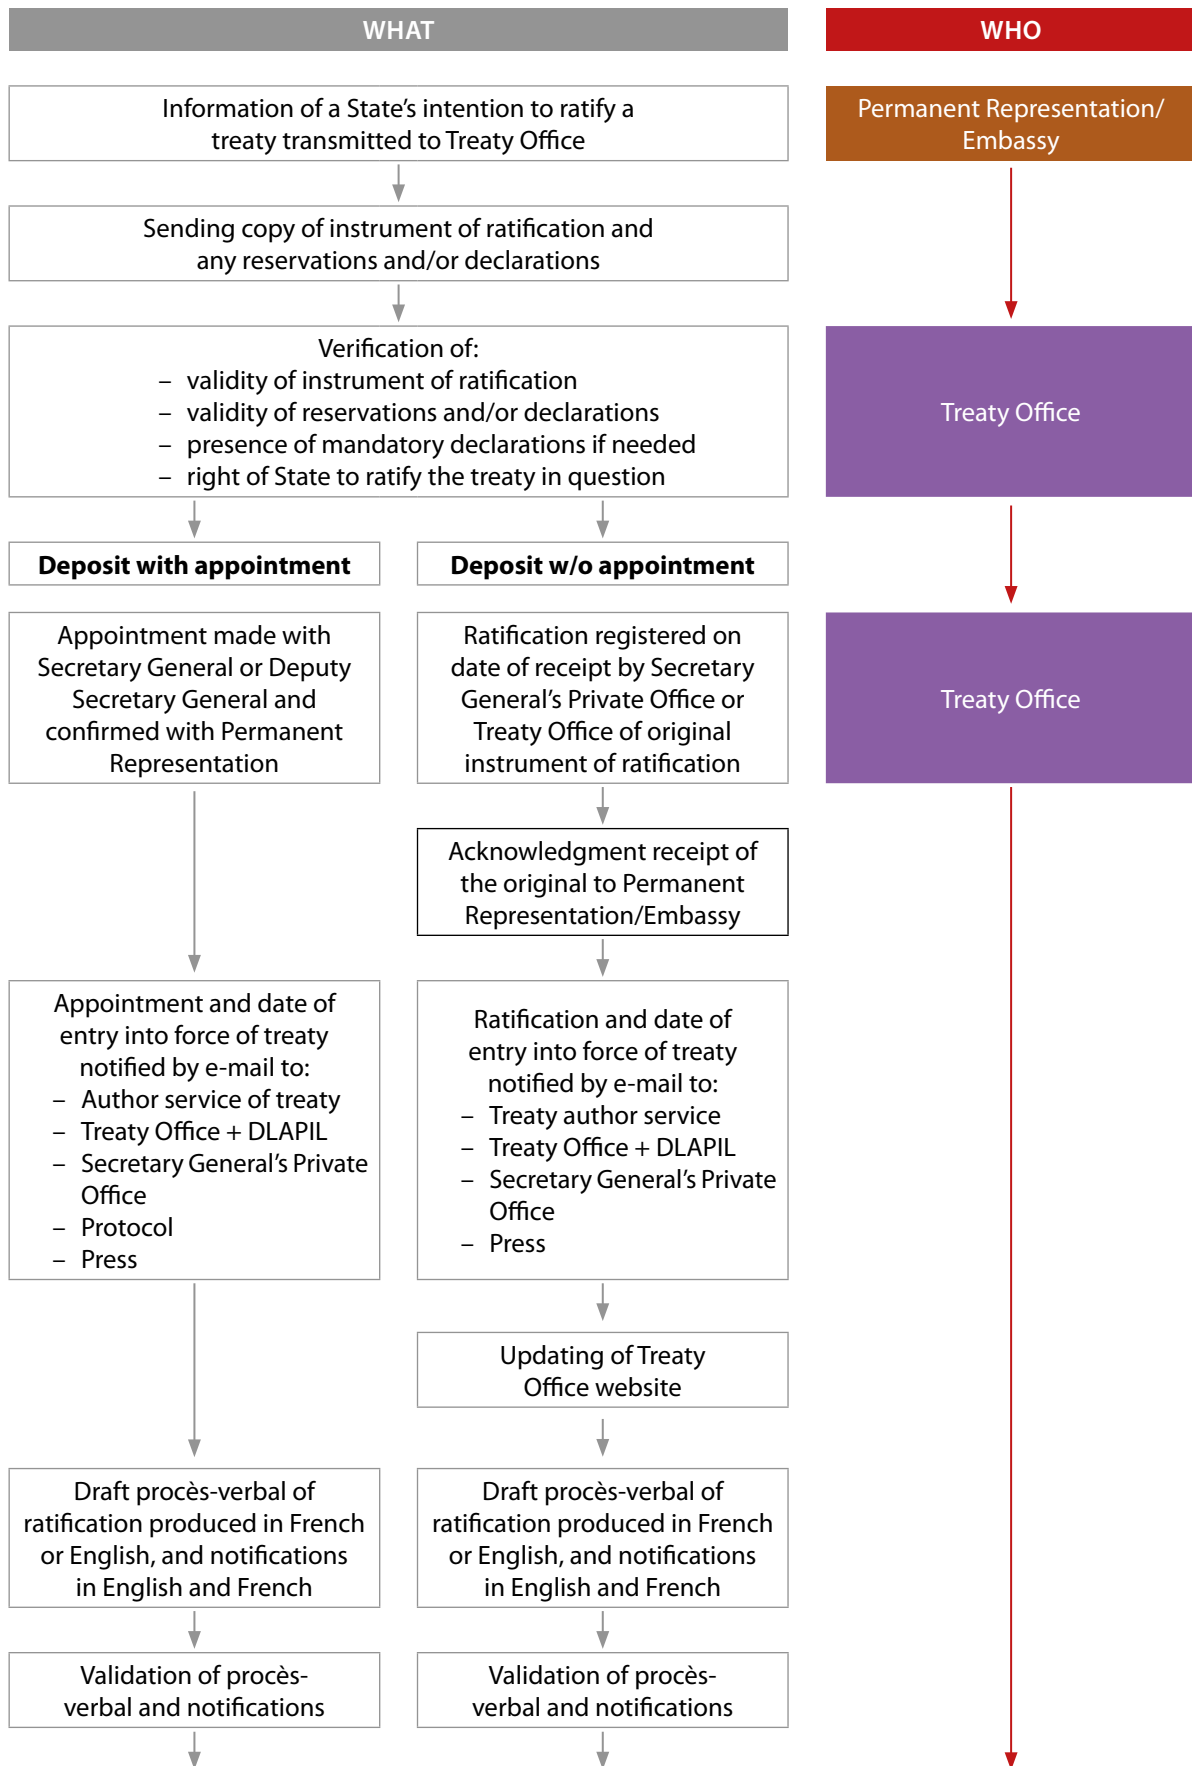 WHAT
WHO
Information of a State’s intention to ratify a
treaty transmitted to Treaty Office
Permanent Representation/
Embassy
Sending copy of instrument of ratification and
any reservations and/or declarations
Verification of:
– validity of instrument of ratification
– validity of reservations and/or declarations
– presence of mandatory declarations if needed
– right of State to ratify the treaty in question
Treaty Office
Deposit with appointment
Deposit w/o appointment
Appointment made with
Secretary General or Deputy
Secretary General and
confirmed with Permanent
Representation
Ratification registered on
date of receipt by Secretary
General’s Private Office or
Treaty Office of original
instrument of ratification
Treaty Office
Acknowledgment receipt of
the original to Permanent
Representation/Embassy
Appointment and date of
entry into force of treaty
notified by e-mail to:
– Author service of treaty
– Treaty Office + DLAPIL
– Secretary General’s Private
Office
– Protocol
– Press
Ratification and date of
entry into force of treaty
notified by e-mail to:
– Treaty author service
– Treaty Office + DLAPIL
– Secretary General’s Private
Office
– Press
Updating of Treaty
Office website
Draft procès-verbal of
ratification produced in French
or English, and notifications
in English and French
Draft procès-verbal of
ratification produced in French
or English, and notifications
in English and French
Validation of procès-
verbal and notifications
Validation of procès-
verbal and notifications